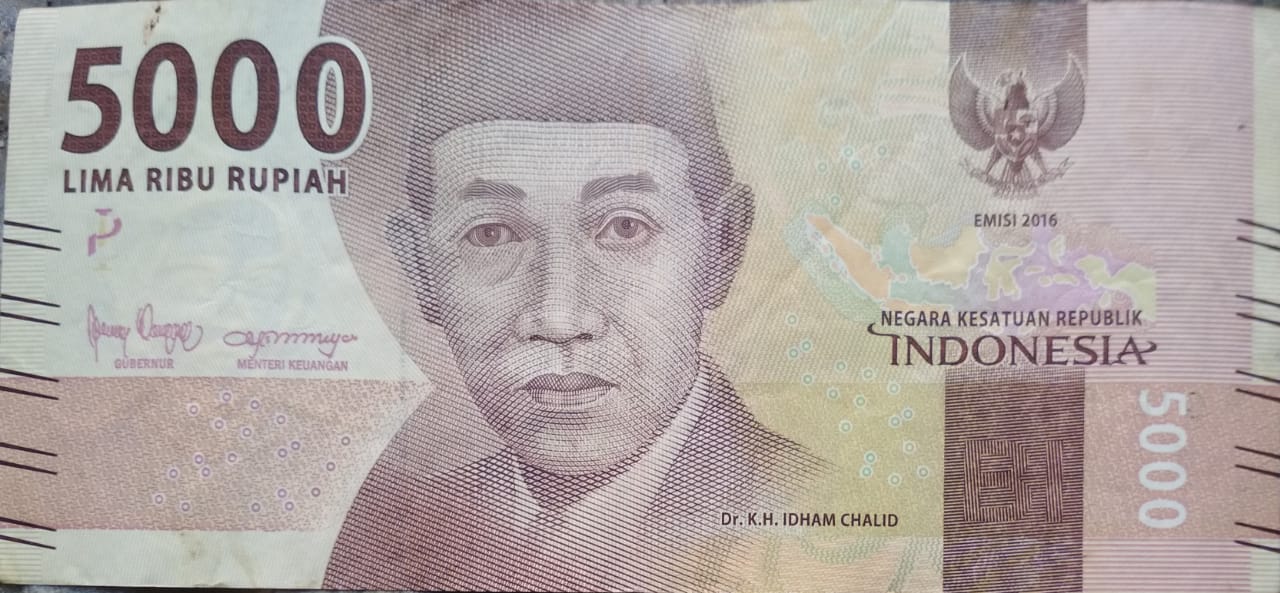 5000
LIMA RIBU RUPIAH
GUBERNUR
MENTERI KEUANGAN
EMISI 2016
NEGARA KESATUAN REPUBLIK
INDONESIA
5000
Dr. K.H. IDHAM CHALID